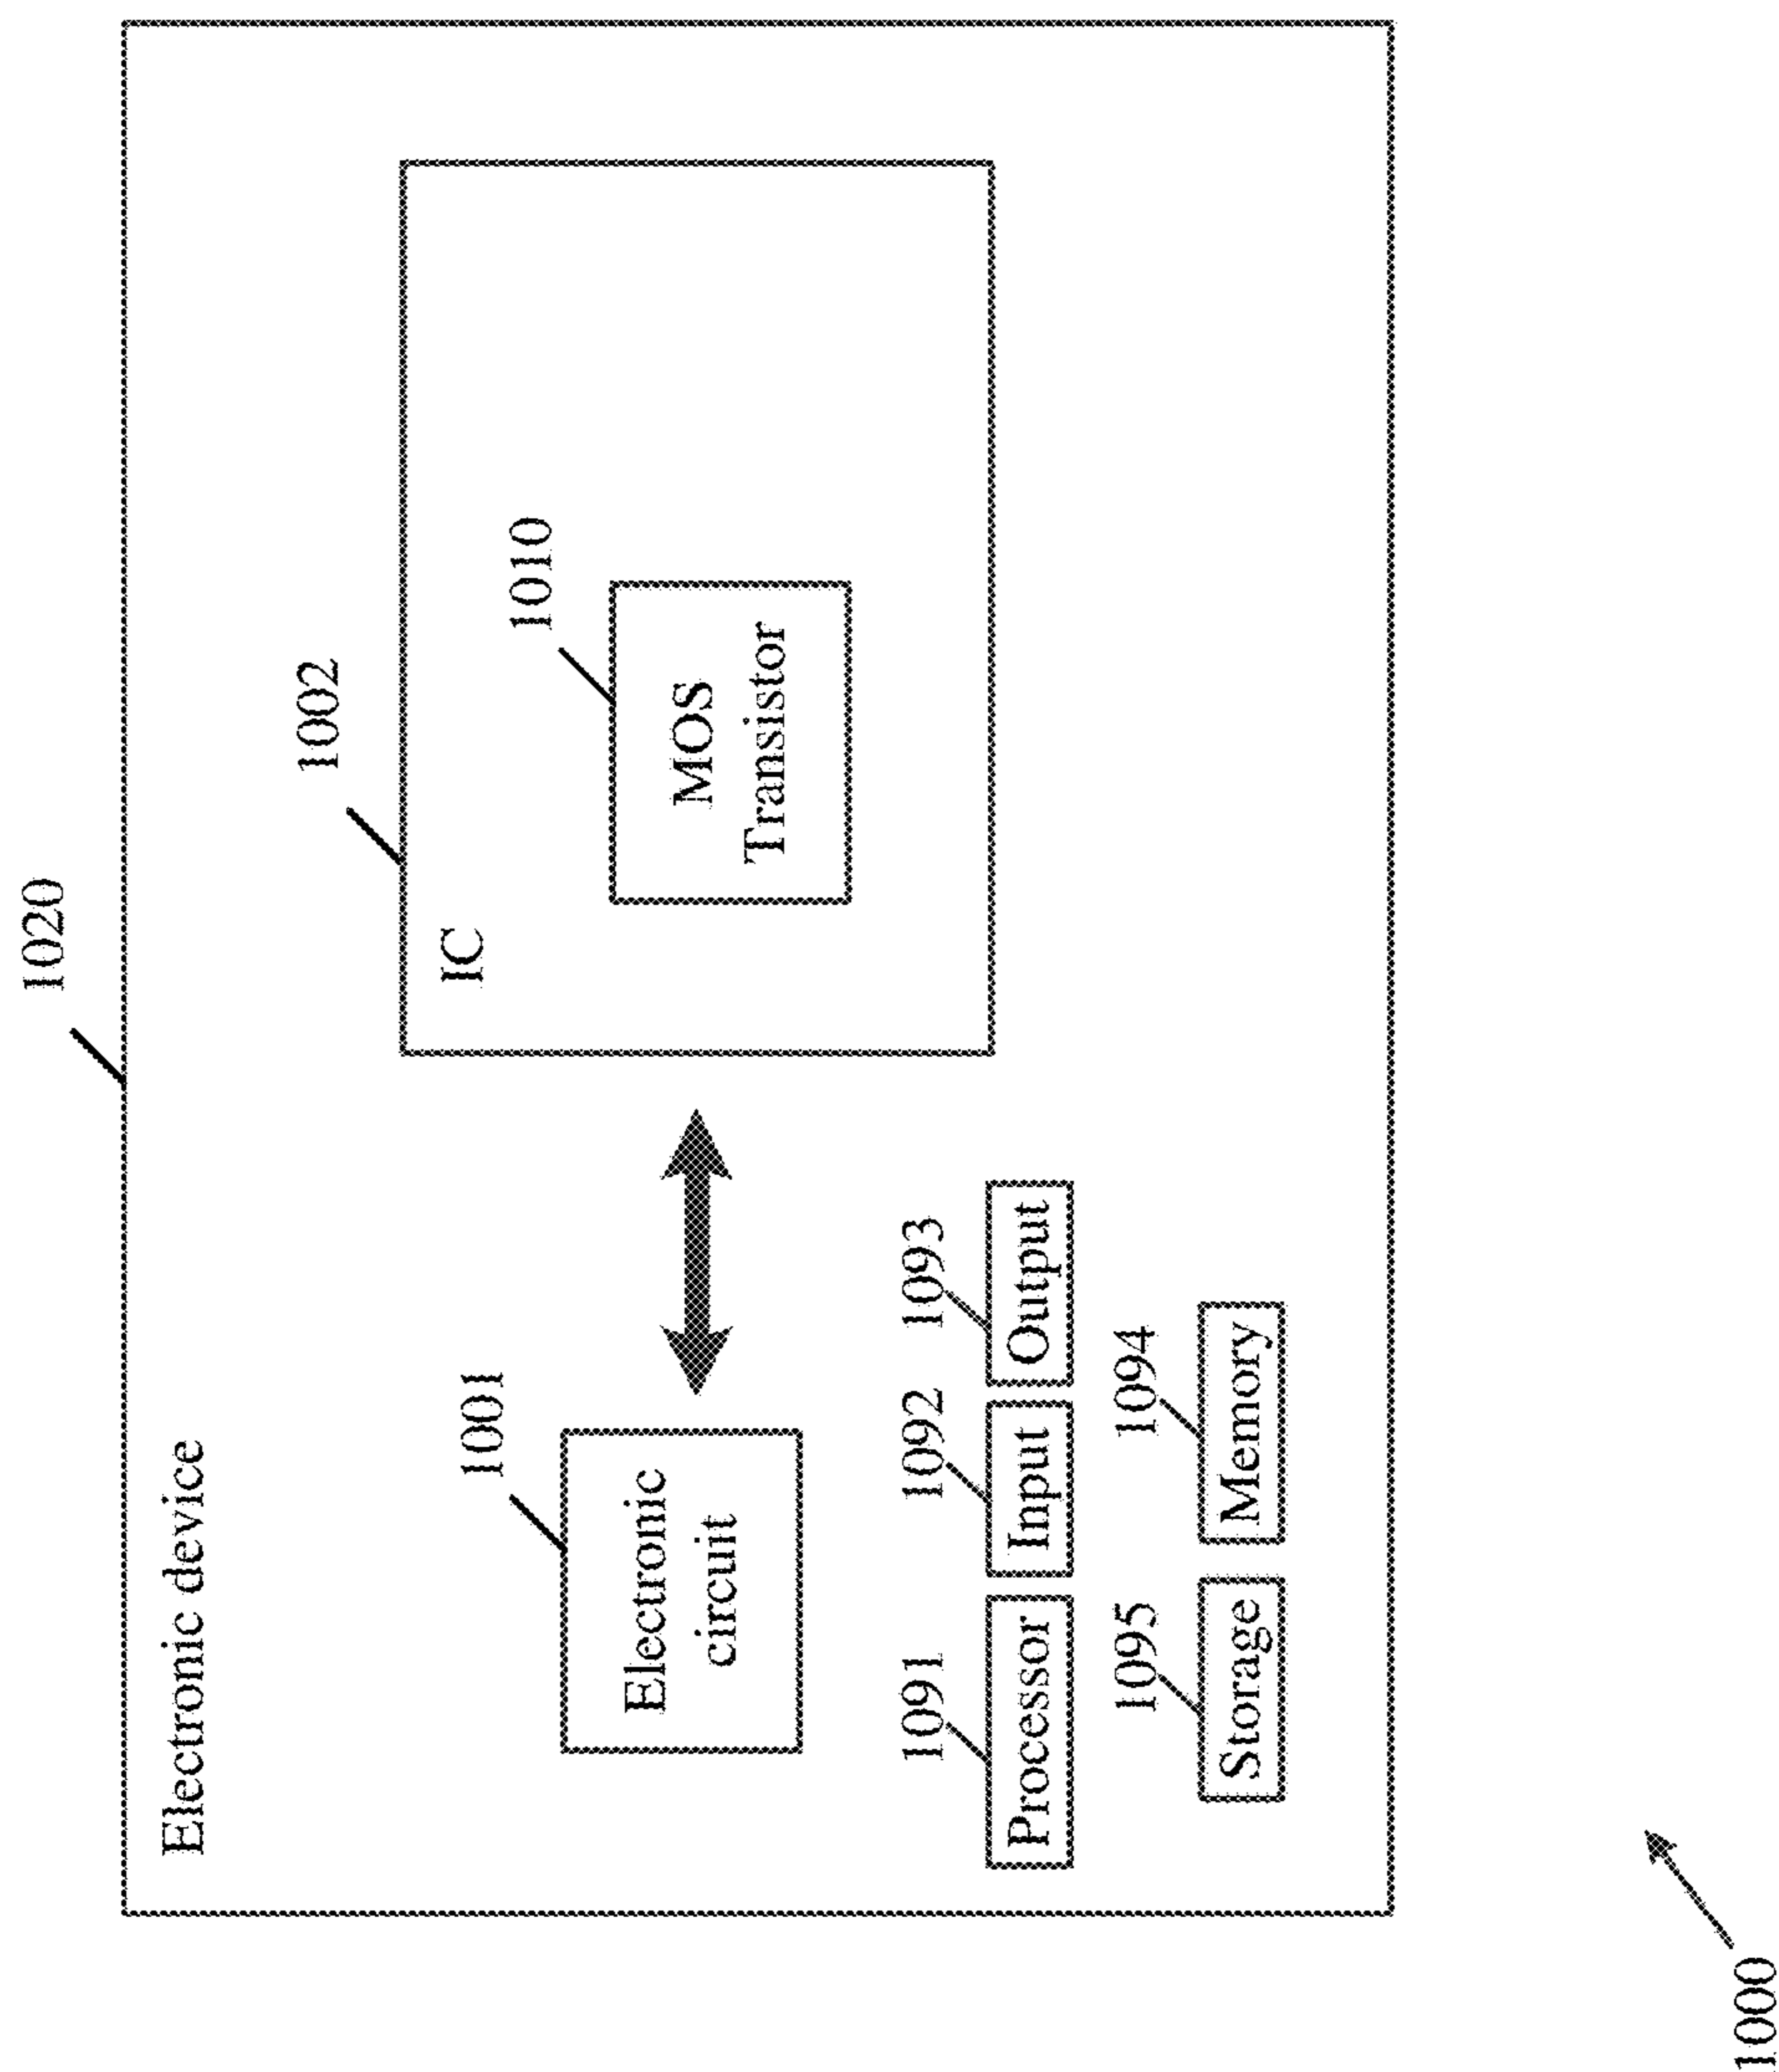 1020
Electronic device
1002
IC
1001
1010
Electronic
circuit
MOS
Transistor
1091
1092
1093
Processor
Input
Output
1095
1094
Storage
Memory
1000